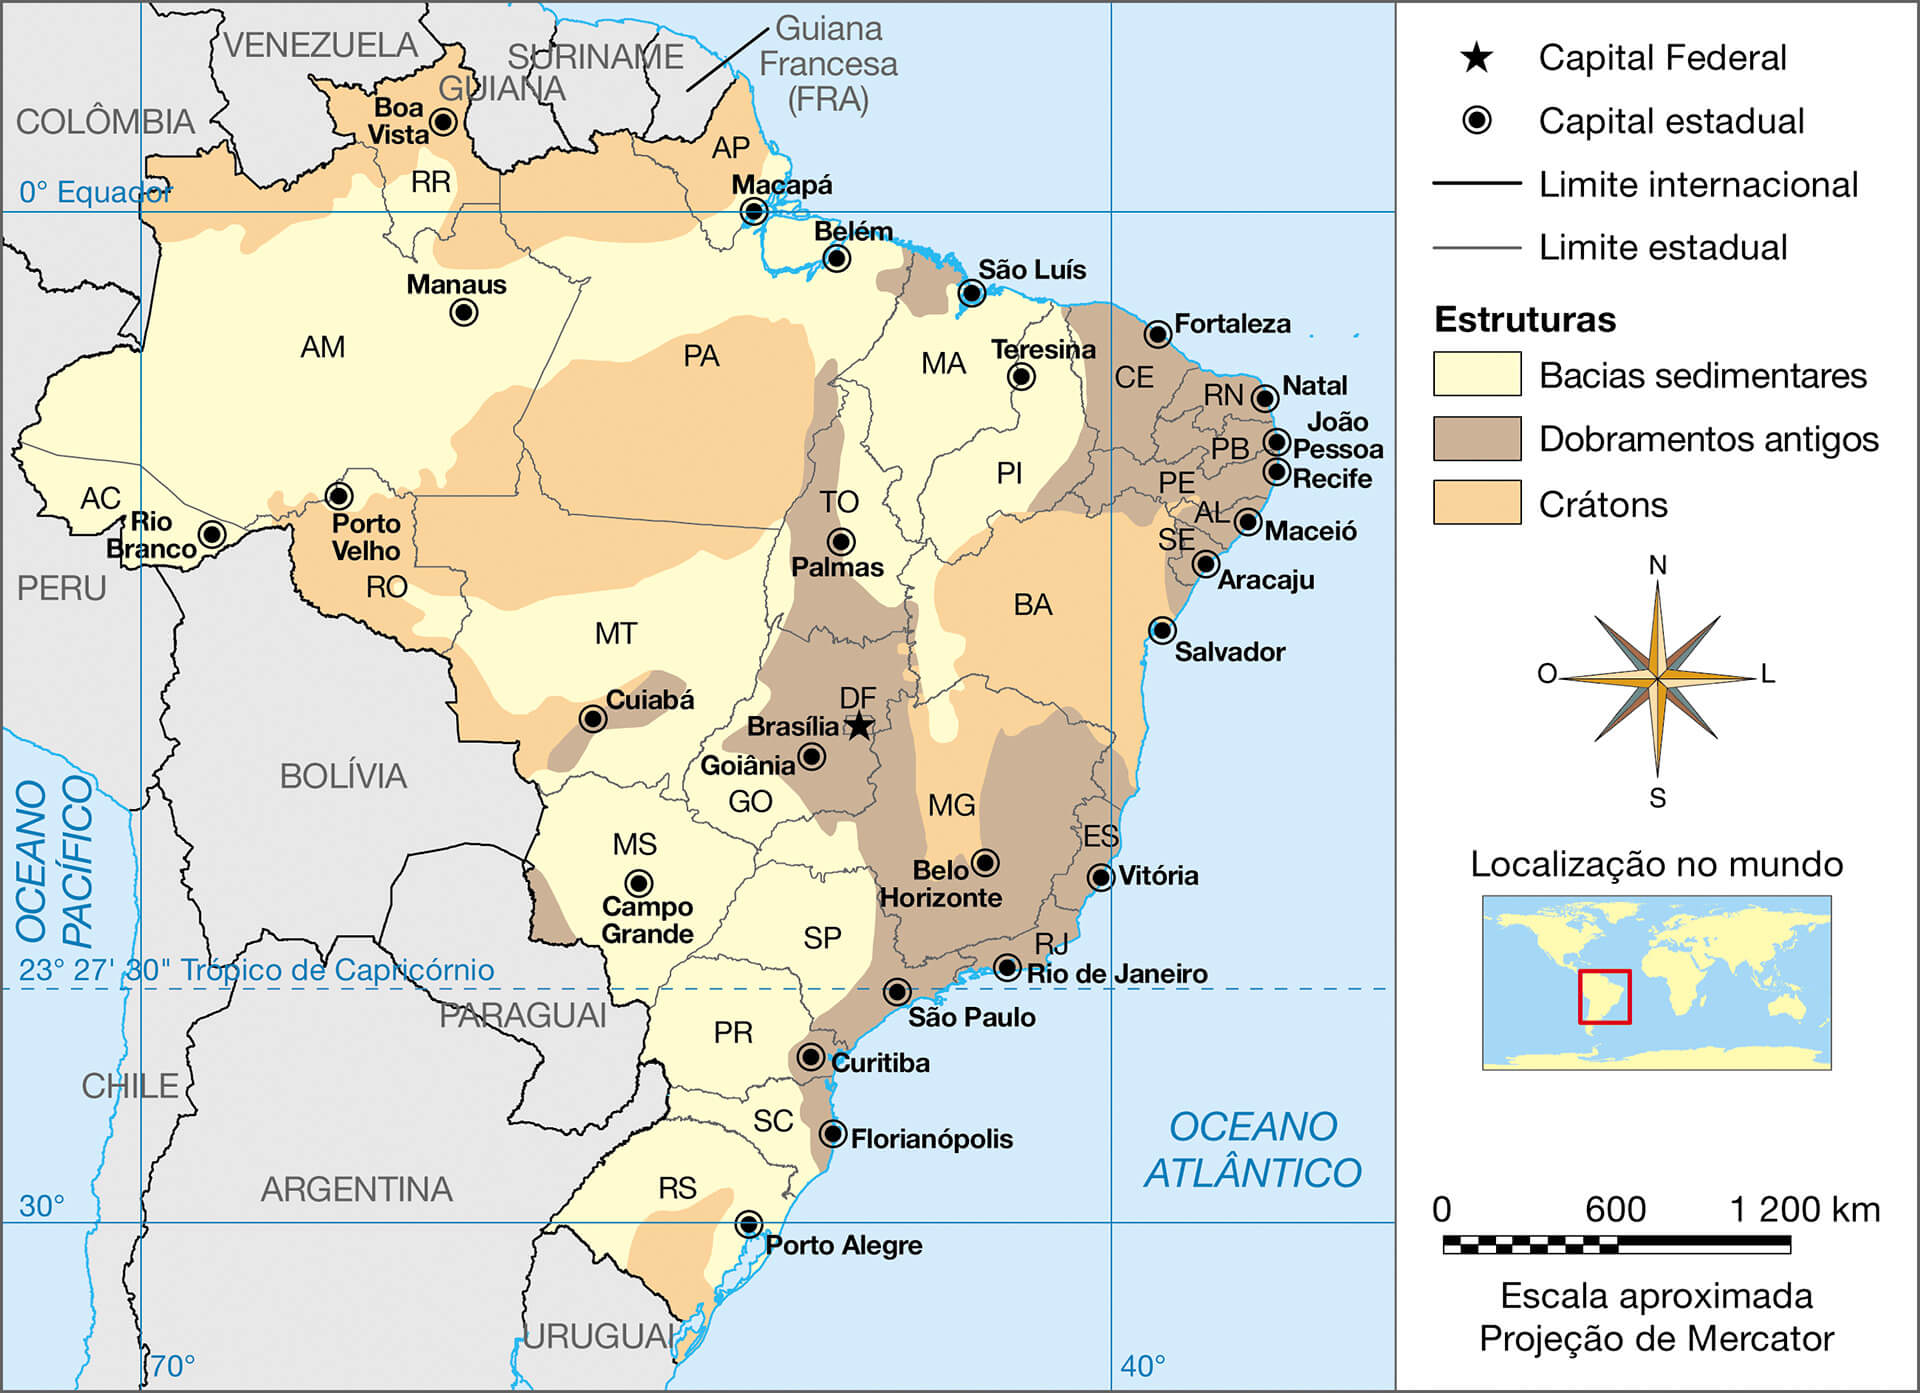 VENEZUELA
SURINAME
Guiana
Francesa
(FRA)
GUIANA
COLÔMBIA
Boa
Vista
AP
RR
0° Equador
Macapá
Belém
São Luís
Manaus
Fortaleza
AM
PA
MA
Teresina
CE
RN
Natal
João
Pessoa
PB
Recife
PI
PE
AC
Rio
Branco
Porto
Velho
TO
AL
Maceió
SE
Palmas
Aracaju
PERU
RO
BA
MT
Salvador
Cuiabá
DF
Brasília
Goiânia
BOLÍVIA
GO
MG
OCEANO
PACÍFICO
MS
ES
Belo
Horizonte
Vitória
Campo
Grande
SP
RJ
23° 27' 30" Trópico de Capricórnio
Rio de Janeiro
PARAGUAI
São Paulo
PR
Curitiba
CHILE
SC
Florianópolis
OCEANO
ATLÂNTICO
ARGENTINA
RS
30°
Porto Alegre
URUGUAI
70°
40°
Capital Federal
Capital estadual
Limite internacional
Limite estadual
Estruturas
Bacias sedimentares
Dobramentos antigos
Crátons
N
O
L
S
Localização no mundo
0 600 1 200 km
Escala aproximada
Projeção de Mercator